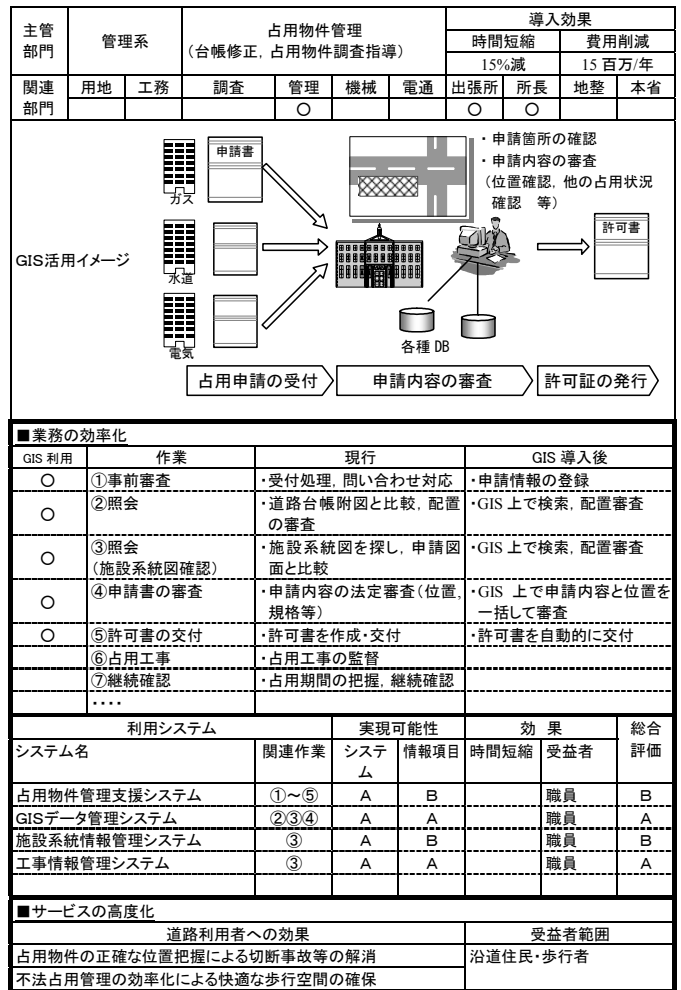 主管部門 管理系 占用物件管理 (台帳修正，占用物件調査指導) 導入効果
時間短縮 費用削減
15%減 15 百万/年
関連部門 用地 工務 調査 管理 機械 電通 出張所 所長 地整 本省
○ ○ ○
GIS活用イメージ
申請書
ガス
水道
電気
・申請箇所の確認
・申請内容の審査
(位置確認，他の占用状況
確認 等)
許可書
各種 DB
占用申請の受付 申請内容の審査 許可証の発行
■業務の効率化
GIS 利用 作業 現行 GIS 導入後
○ ①事前審査 ・受付処理，問い合わせ対応 ・申請情報の登録
○ ②照会 ・道路台帳附図と比較，配置の審査 ・GIS 上で検索，配置審査
○ ③照会 (施設系統図確認) ・施設系統図を探し，申請図面と比較 ・GIS 上で検索，配置審査
○ ④申請書の審査 ・申請内容の法定審査(位置，規格等) ・GIS 上で申請内容と位置を一括して審査
○ ⑤許可書の交付 ・許可書を作成・交付 ・許可書を自動的に交付
⑥占用工事 ・占用工事の監督
⑦継続確認 ・占用期間の把握，継続確認
・・・・
利用システム 実現可能性 効 果 総合評価
システム名 関連作業 システム 情報項目 時間短縮 受益者
占用物件管理支援システム ①～⑤ A B 職員 B
GISデータ管理システム ②③④ A A 職員 A
施設系統情報管理システム ③ A B 職員 B
工事情報管理システム ③ A A 職員 A
■サービスの高度化
道路利用者への効果 受益者範囲
占用物件の正確な位置把握による切断事故等の解消 沿道住民・歩行者
不法占用管理の効率化による快適な歩行空間の確保